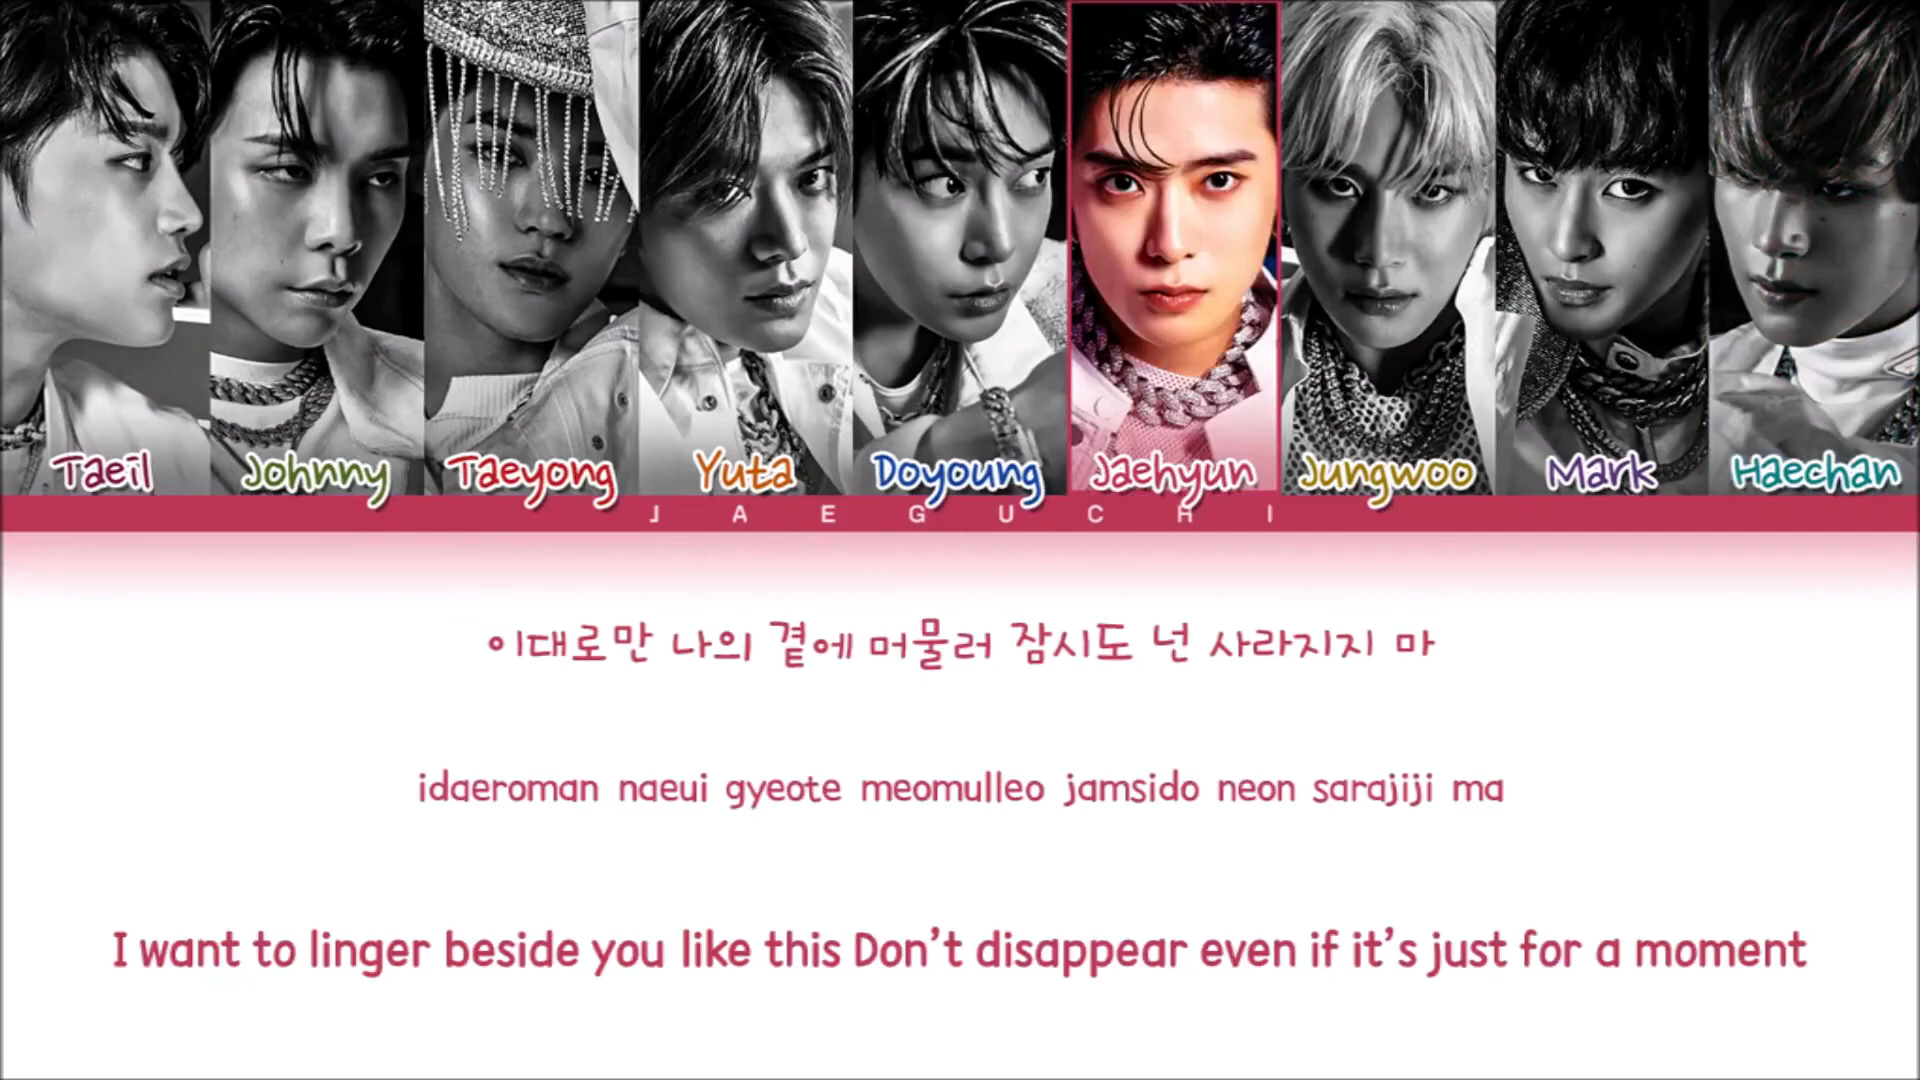 Taeil Johnny Taeyong Yuta Doyoung Jaehyun Jungwoo Mark Haechan
JAEGUCHI
이대로만 나의 곁에 머물러 잠시도 넌 사라지지 마
idaeroman naeui gyeote meomulleo jamsido neon sarajiji ma
I want to linger beside you like this Don't disappear even if it's just for a moment